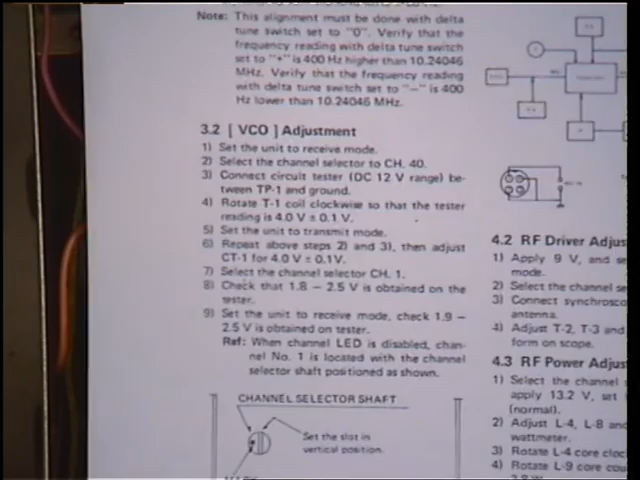 Note: This alignment must be done with delta
tune switch set to "0". Verify that the
frequency reading with delta tune switch
set to "+" is 400 Hz higher than 10.24046
MHz. Verify that the frequency reading
with delta tune switch set to "—" is 400
Hz lower than 10.24046 MHz.
3.2 [ VCO ] Adjustment
1) Set the unit to receive mode.
2) Select the channel selector to CH. 40.
3) Connect circuit tester (DC 12 V range) be-
tween TP-1 and ground.
4) Rotate T-1 coil clockwise so that the tester
reading is 4.0 V ± 0.1 V.
5) Set the unit to transmit mode.
6) Repeat above steps 2) and 3), then adjust
CT-1 for 4.0 V ± 0.1V.
7) Select the channel selector CH. 1.
8) Check that 1.8 – 2.5 V is obtained on the
tester.
9) Set the unit to receive mode, check 1.9 –
2.5 V is obtained on tester.
Ref: When channel LED is disabled, chan-
nel No. 1 is located with the channel
selector shaft positioned as shown.
CHANNEL SELECTOR SHAFT
Set the slot in
vertical position.
4.2 RF Driver Adjus
1) Apply 9 V, and se
mode.
2) Select the channel se
3) Connect synchrosc
antenna.
4) Adjust T-2, T-3 and
form on scope.
4.3 RF Power Adjus
1) Select the channel
apply 13.2 V, set
(normal).
2) Adjust L-4, L-8 and
wattmeter.
3) Rotate L-4 core cloc
4) Rotate L-9 core cou